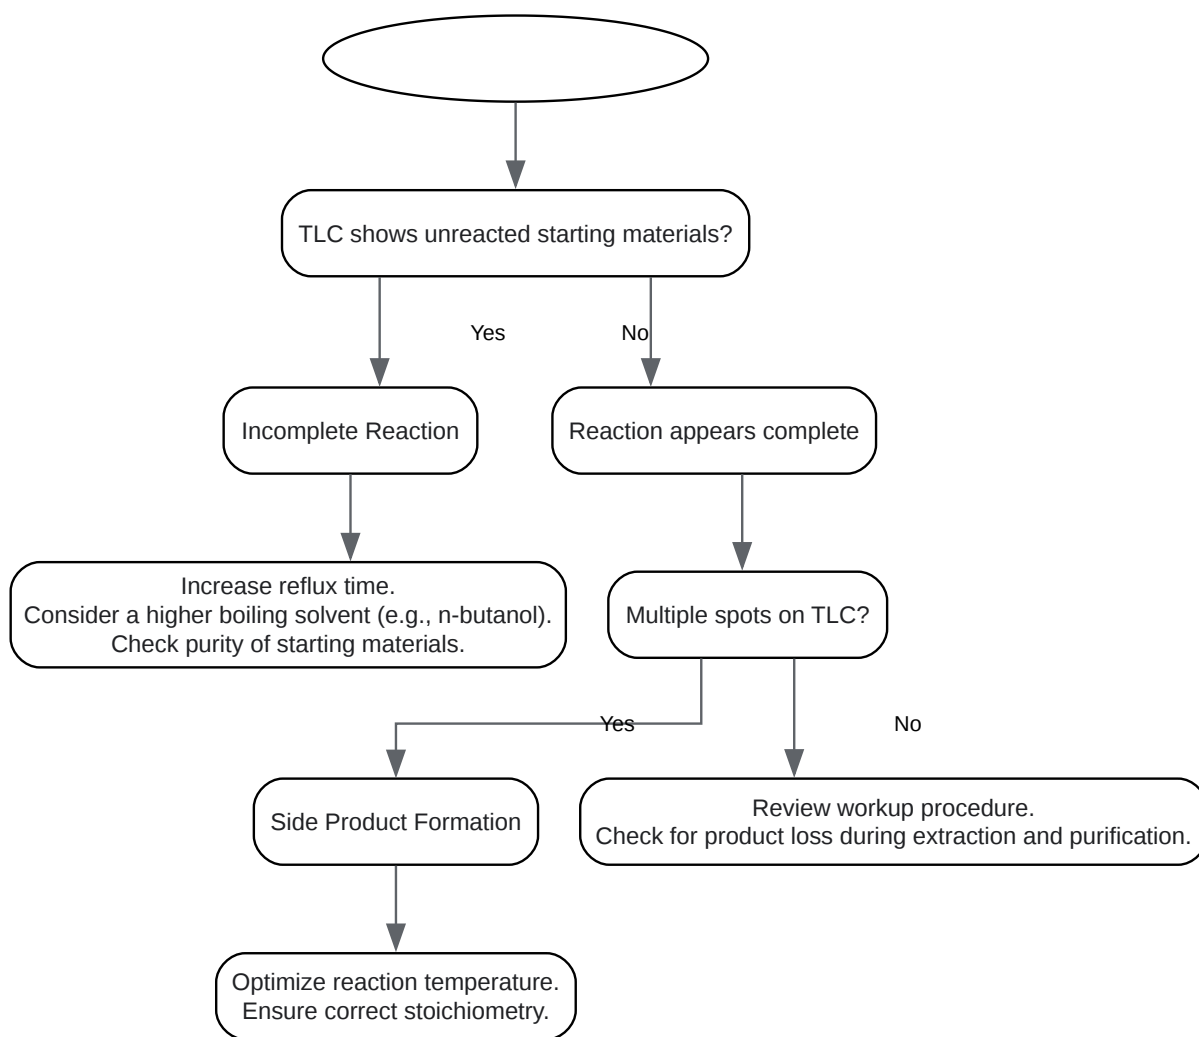 TLC shows unreacted starting materials?
Yes
No
Incomplete Reaction
Reaction appears complete
Increase reflux time.
Consider a higher boiling solvent (e.g., n-butanol).
Check purity of starting materials.
Multiple spots on TLC?
Yes
No
Side Product Formation
Review workup procedure.
Check for product loss during extraction and purification.
Optimize reaction temperature.
Ensure correct stoichiometry.